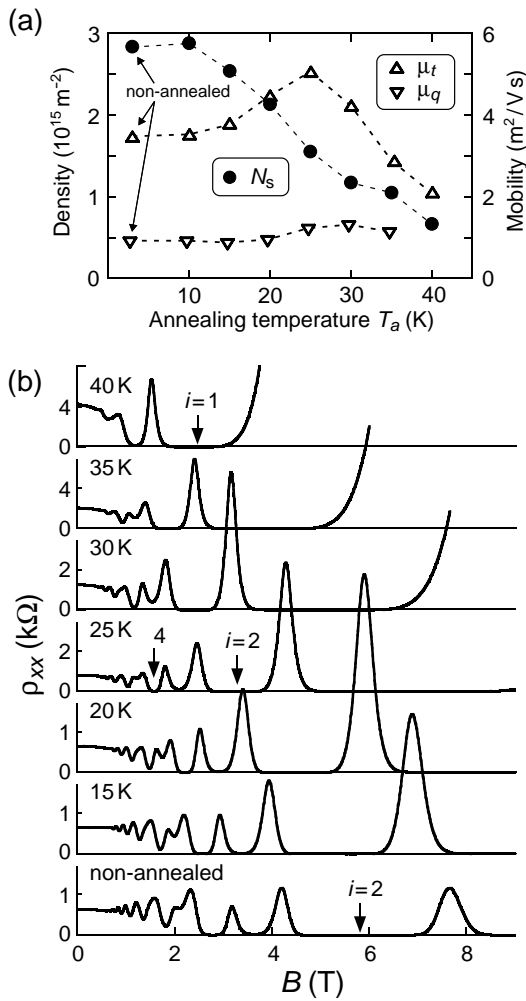 (a)
3
2
1
0
Density (10¹⁵ m⁻²)
6
4
2
0
Mobility (m²/V s)
non-annealed
μt
μq
Ns
0
10
20
30
40
Annealing temperature Ta (K)
(b)
40 K
i=1
4
0
35 K
4
0
30 K
2
0
25 K
4
i=2
2
0
20 K
1
0
15 K
1
0
non-annealed
i=2
1
0
ρxx (kΩ)
0
2
4
6
8
B (T)